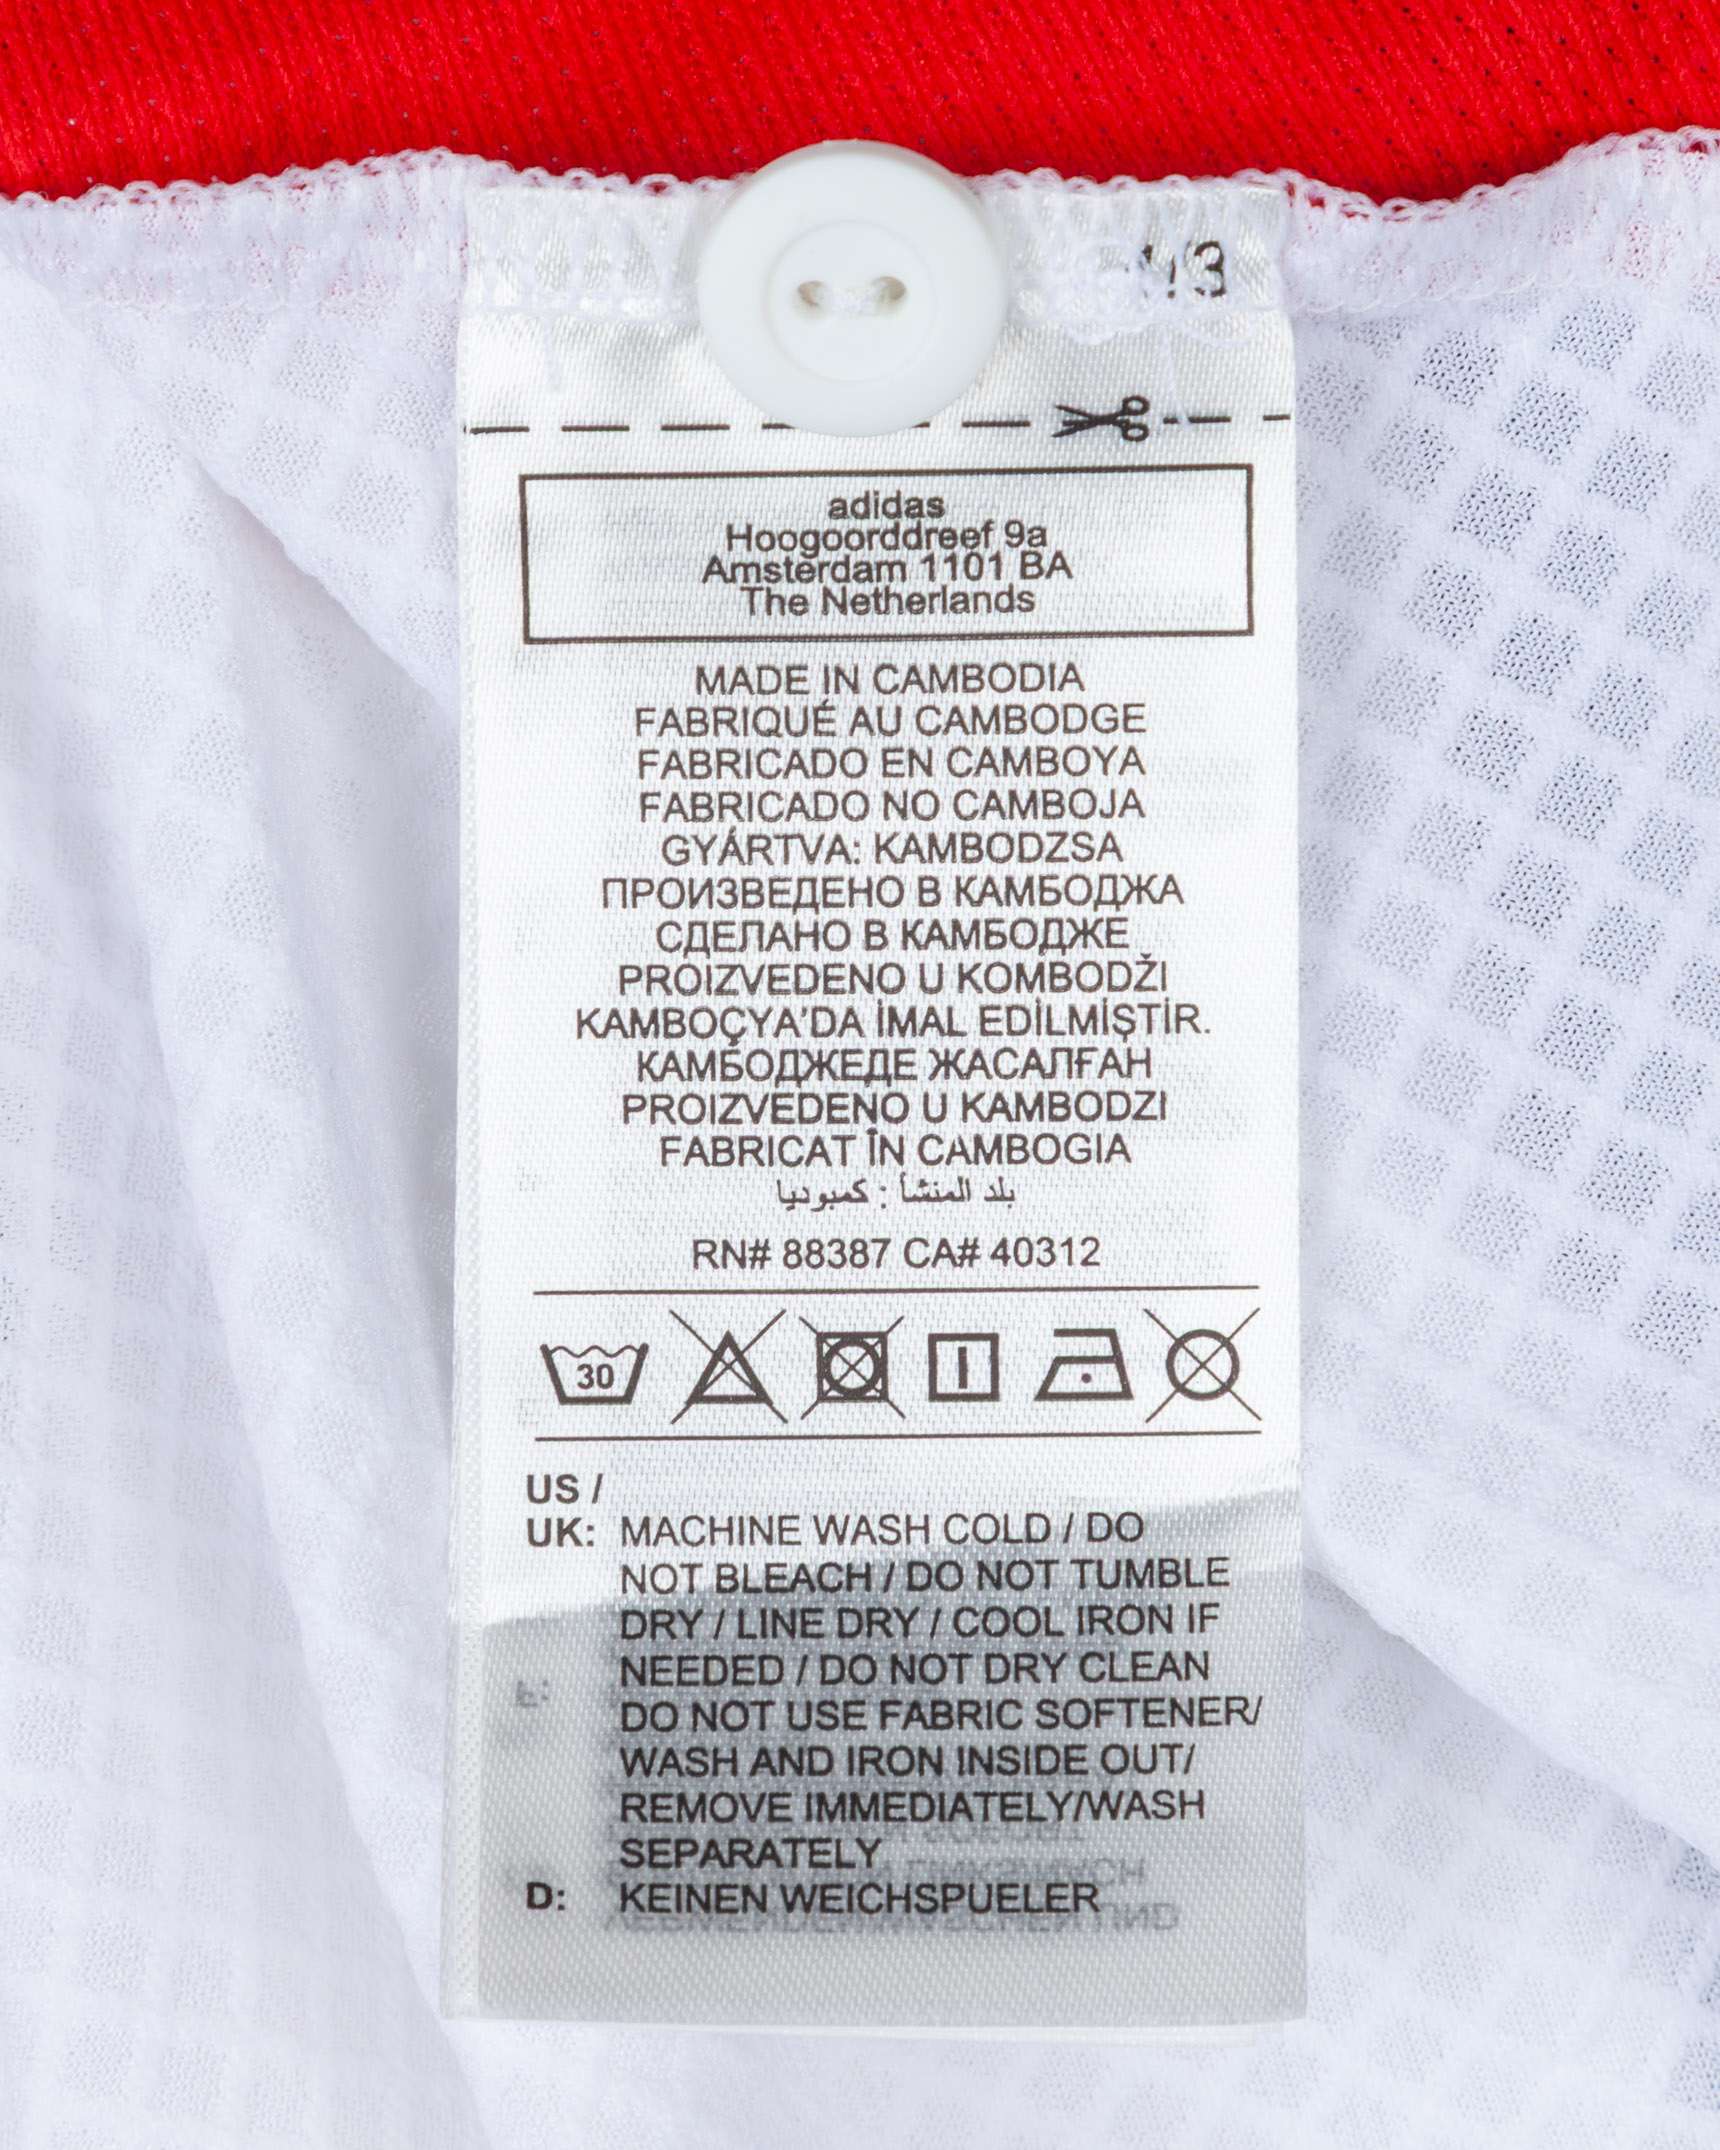 adidas
Hoogoorddreef 9a
Amsterdam 1101 BA
The Netherlands
MADE IN CAMBODIA
FABRIQUÉ AU CAMBODGE
FABRICADO EN CAMBOYA
FABRICADO NO CAMBOJA
GYÁRTVA: KAMBODZSA
ПРОИЗВЕДЕНО В КАМБОДЖА
СДЕЛАНО В КАМБОДЖЕ
PROIZVEDENO U KOMBODŽI
KAMBOÇYA'DA İMAL EDİLMİŞTİR.
КАМБОДЖЕДЕ ЖАСАЛҒАН
PROIZVEDENO U KAMBODZI
FABRICAT ÎN CAMBOGIA
بلد المنشأ : كمبوديا
RN# 88387 CA# 40312
30
US /
UK: MACHINE WASH COLD / DO
NOT BLEACH / DO NOT TUMBLE
DRY / LINE DRY / COOL IRON IF
NEEDED / DO NOT DRY CLEAN
DO NOT USE FABRIC SOFTENER/
WASH AND IRON INSIDE OUT/
REMOVE IMMEDIATELY/WASH
SEPARATELY
D: KEINEN WEICHSPUELER